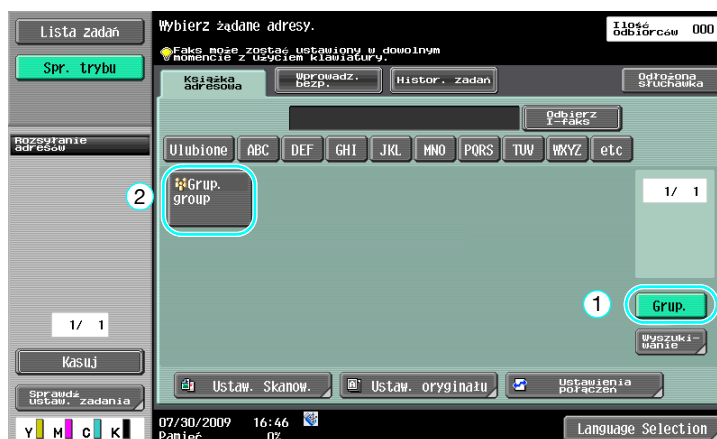 Lista zadań
Wybierz żądane adresy.
Ilość
odbiorców 000
Faks może zostać ustawiony w dowolnym
momencie z użyciem klawiatury.
Spr. trybu
Książka
adresowa
Wprowadz.
bezp.
Histor. zadań
Odłożona
słuchawka
Odbierz
I-faks
Rozsyłanie
adresów
Ulubione ABC DEF GHI JKL MNO PQRS TUV WXYZ etc
2
Grup.
group
1/ 1
1
Grup.
Wyszuki-
wanie
1/ 1
Kasuj
Sprawdź
ustaw. zadania
Ustaw. Skanow.
Ustaw. oryginału
Ustawienia
połączeń
Y M C K
07/30/2009 16:46
Pamięć 0%
Language Selection